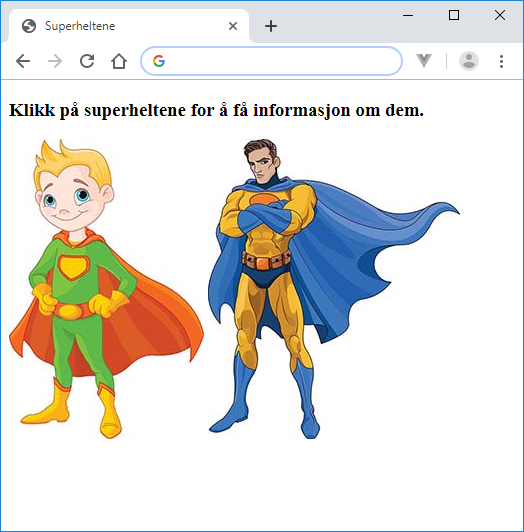 Superheltene
Klikk på superheltene for å få informasjon om dem.